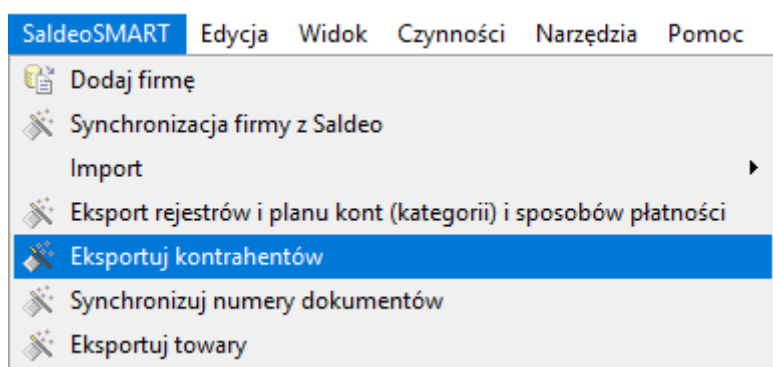 SaldeoSMART Edycja Widok Czynności Narzędzia Pomoc
Dodaj firmę
Synchronizacja firmy z Saldeo
Import
Eksport rejestrów i planu kont (kategorii) i sposobów płatności
Eksportuj kontrahentów
Synchronizuj numery dokumentów
Eksportuj towary